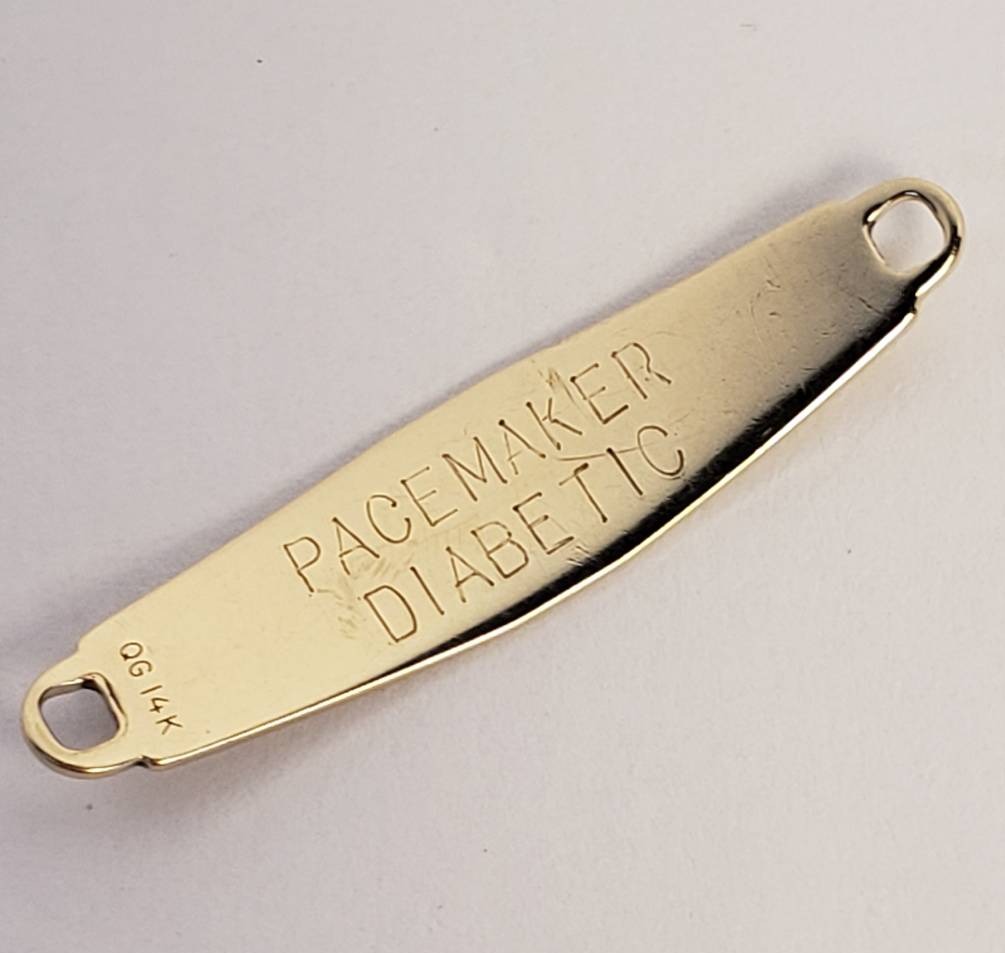 PACEMAKER
DIABETIC
QG 14K